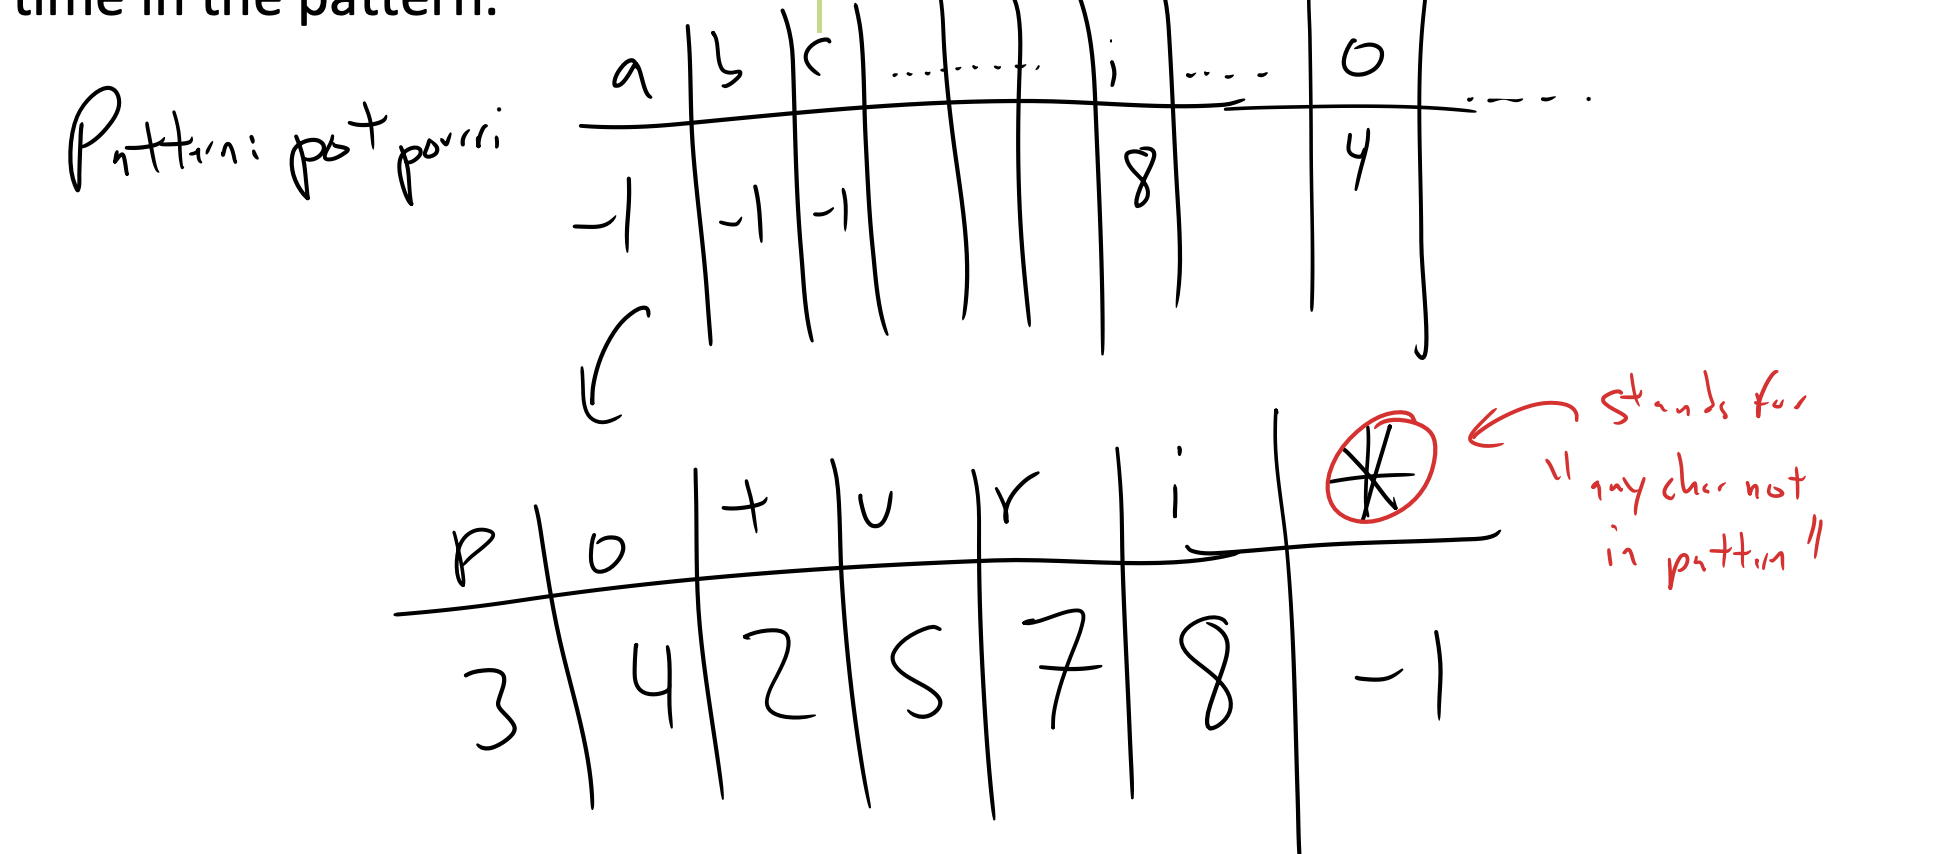 time in the pattern.
a b c ........ i .... o ....
Pattern: potpourri
-1 -1 -1 8 4
stands for
"any char not
in pattern"
p o t u r i *
3 4 2 5 7 8 -1